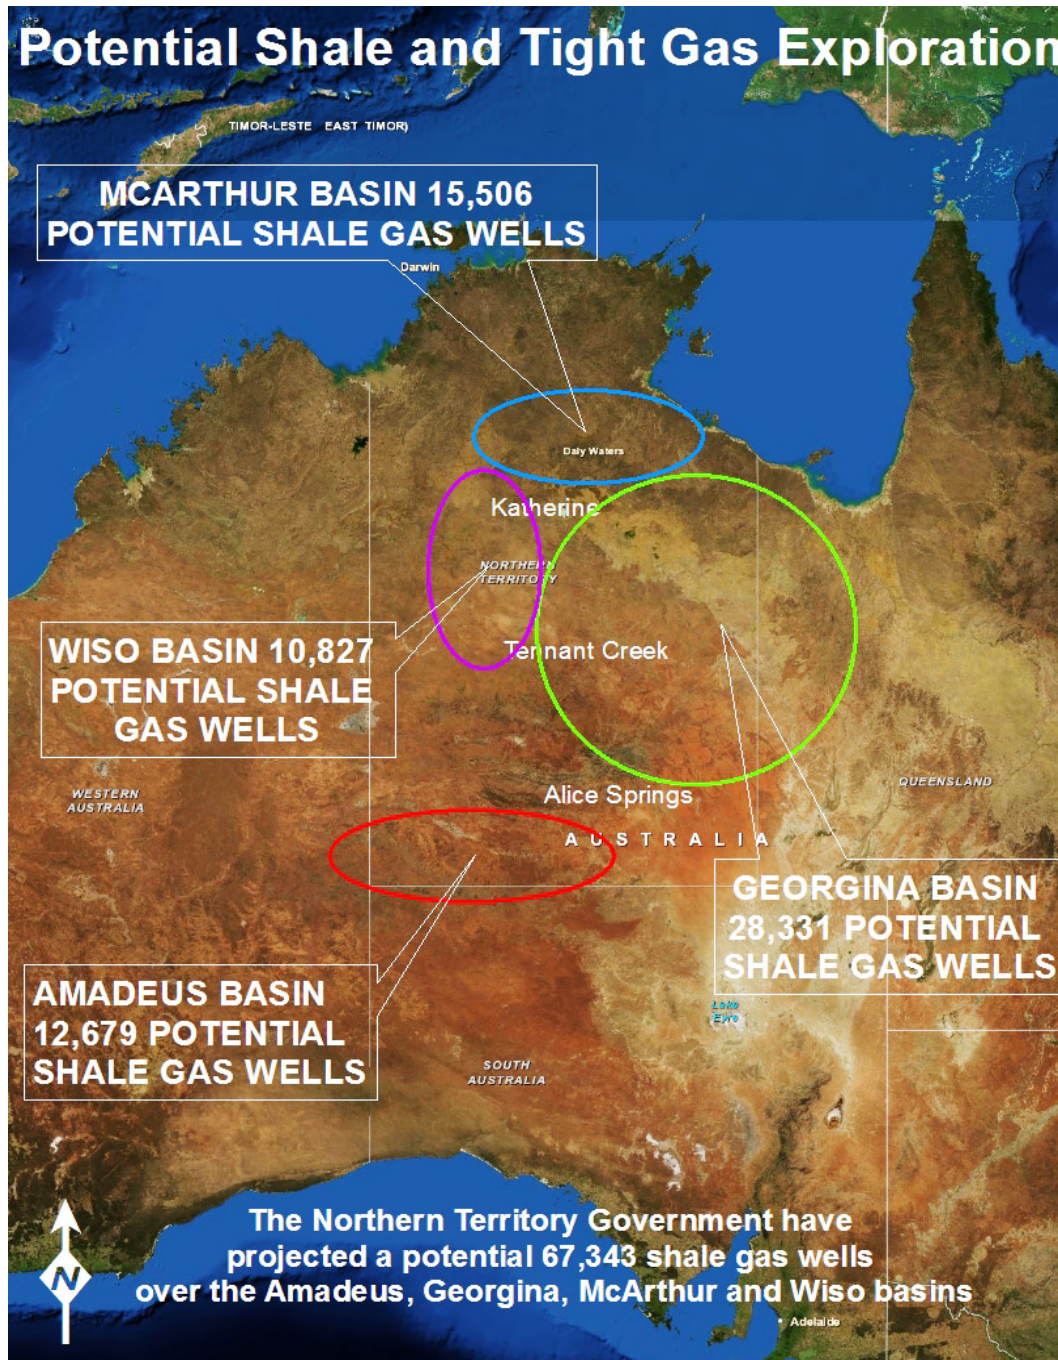 Potential Shale and Tight Gas Exploration
TIMOR-LESTE EAST TIMOR)
MCARTHUR BASIN 15,506
POTENTIAL SHALE GAS WELLS
Darwin
Daly Waters
Katherine
NORTHERN
TERRITORY
WISO BASIN 10,827
POTENTIAL SHALE
GAS WELLS
Tennant Creek
WESTERN
AUSTRALIA
QUEENSLAND
Alice Springs
AUSTRALIA
GEORGINA BASIN
28,331 POTENTIAL
SHALE GAS WELLS
AMADEUS BASIN
12,679 POTENTIAL
SHALE GAS WELLS
Lake
Eyre
SOUTH
AUSTRALIA
The Northern Territory Government have
projected a potential 67,343 shale gas wells
over the Amadeus, Georgina, McArthur and Wiso basins
N
Adelaide